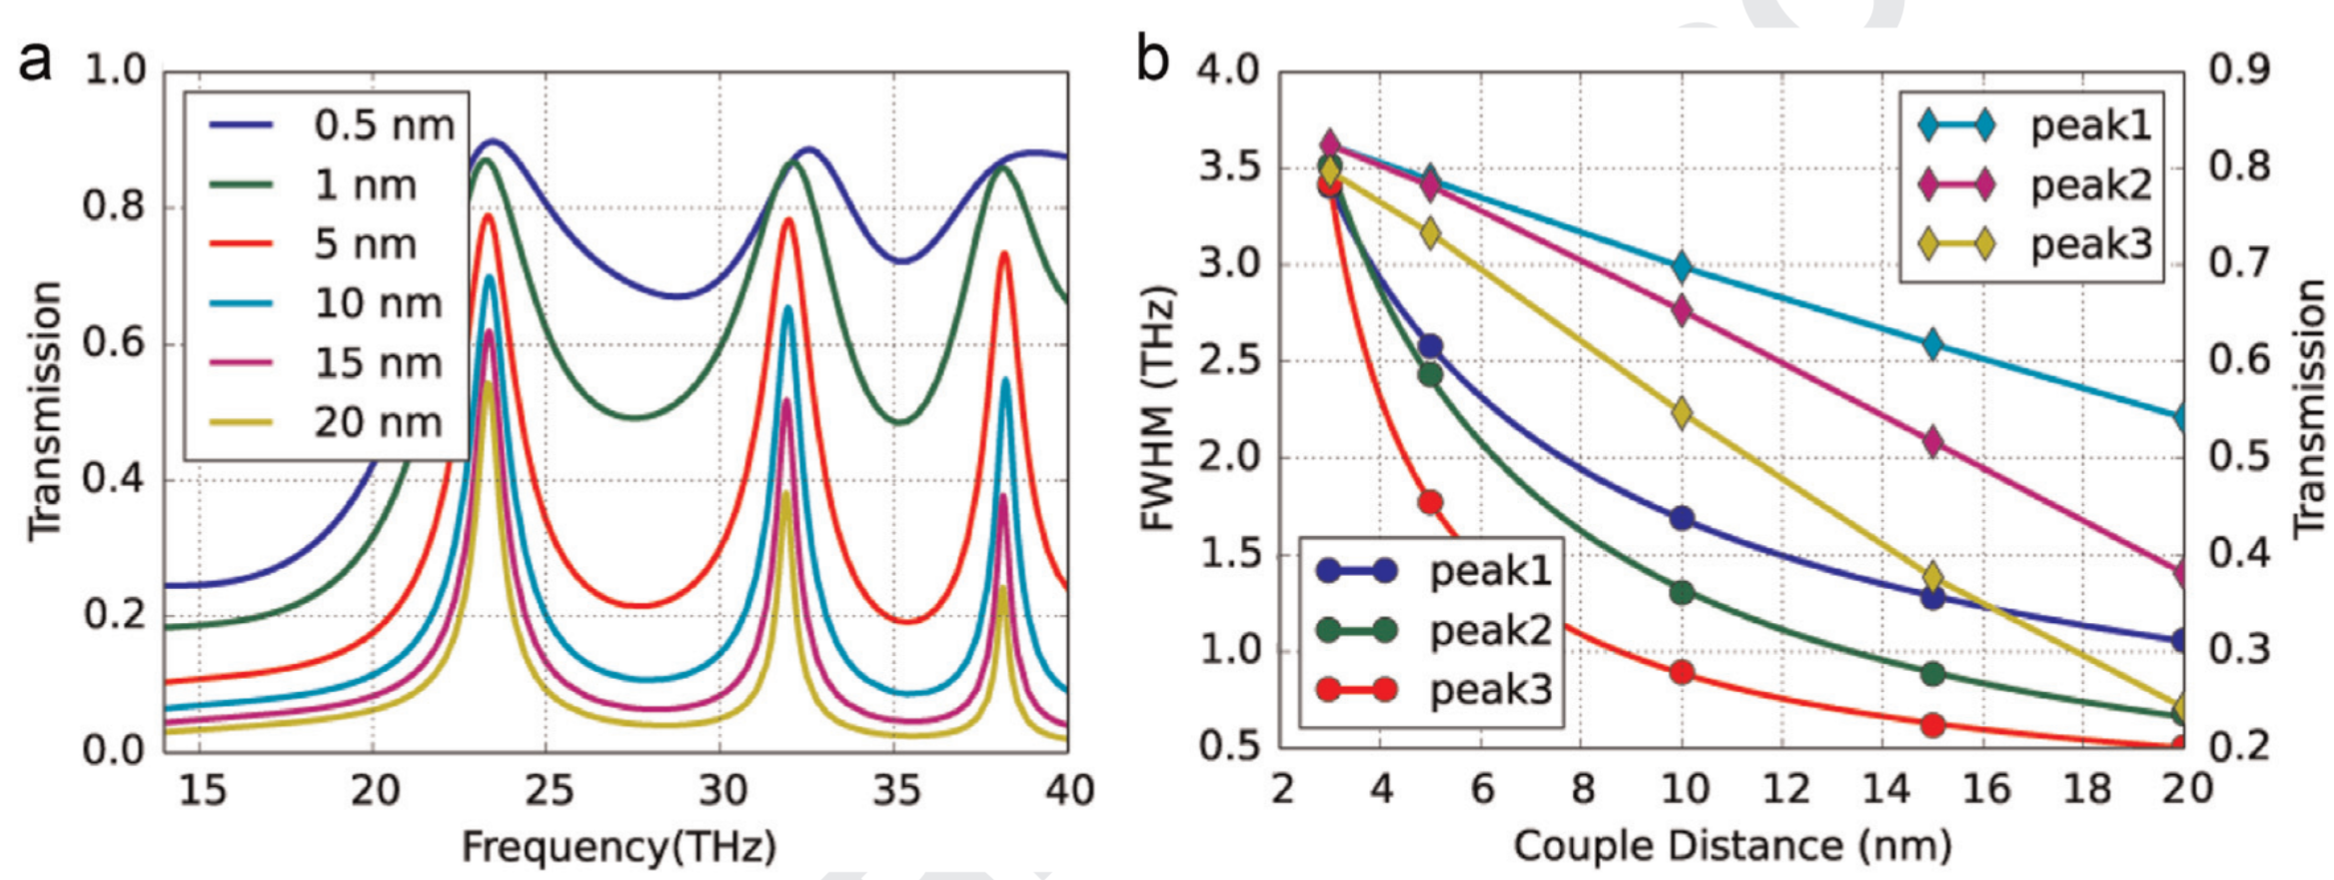 a
1.0
0.8
0.6
0.4
0.2
0.0
Transmission
0.5 nm
1 nm
5 nm
10 nm
15 nm
20 nm
15 20 25 30 35 40
Frequency(THz)
b
4.0
3.5
3.0
2.5
2.0
1.5
1.0
0.5
FWHM (THz)
peak1
peak2
peak3
peak1
peak2
peak3
0.9
0.8
0.7
0.6
0.5
0.4
0.3
0.2
Transmission
2 4 6 8 10 12 14 16 18 20
Couple Distance (nm)